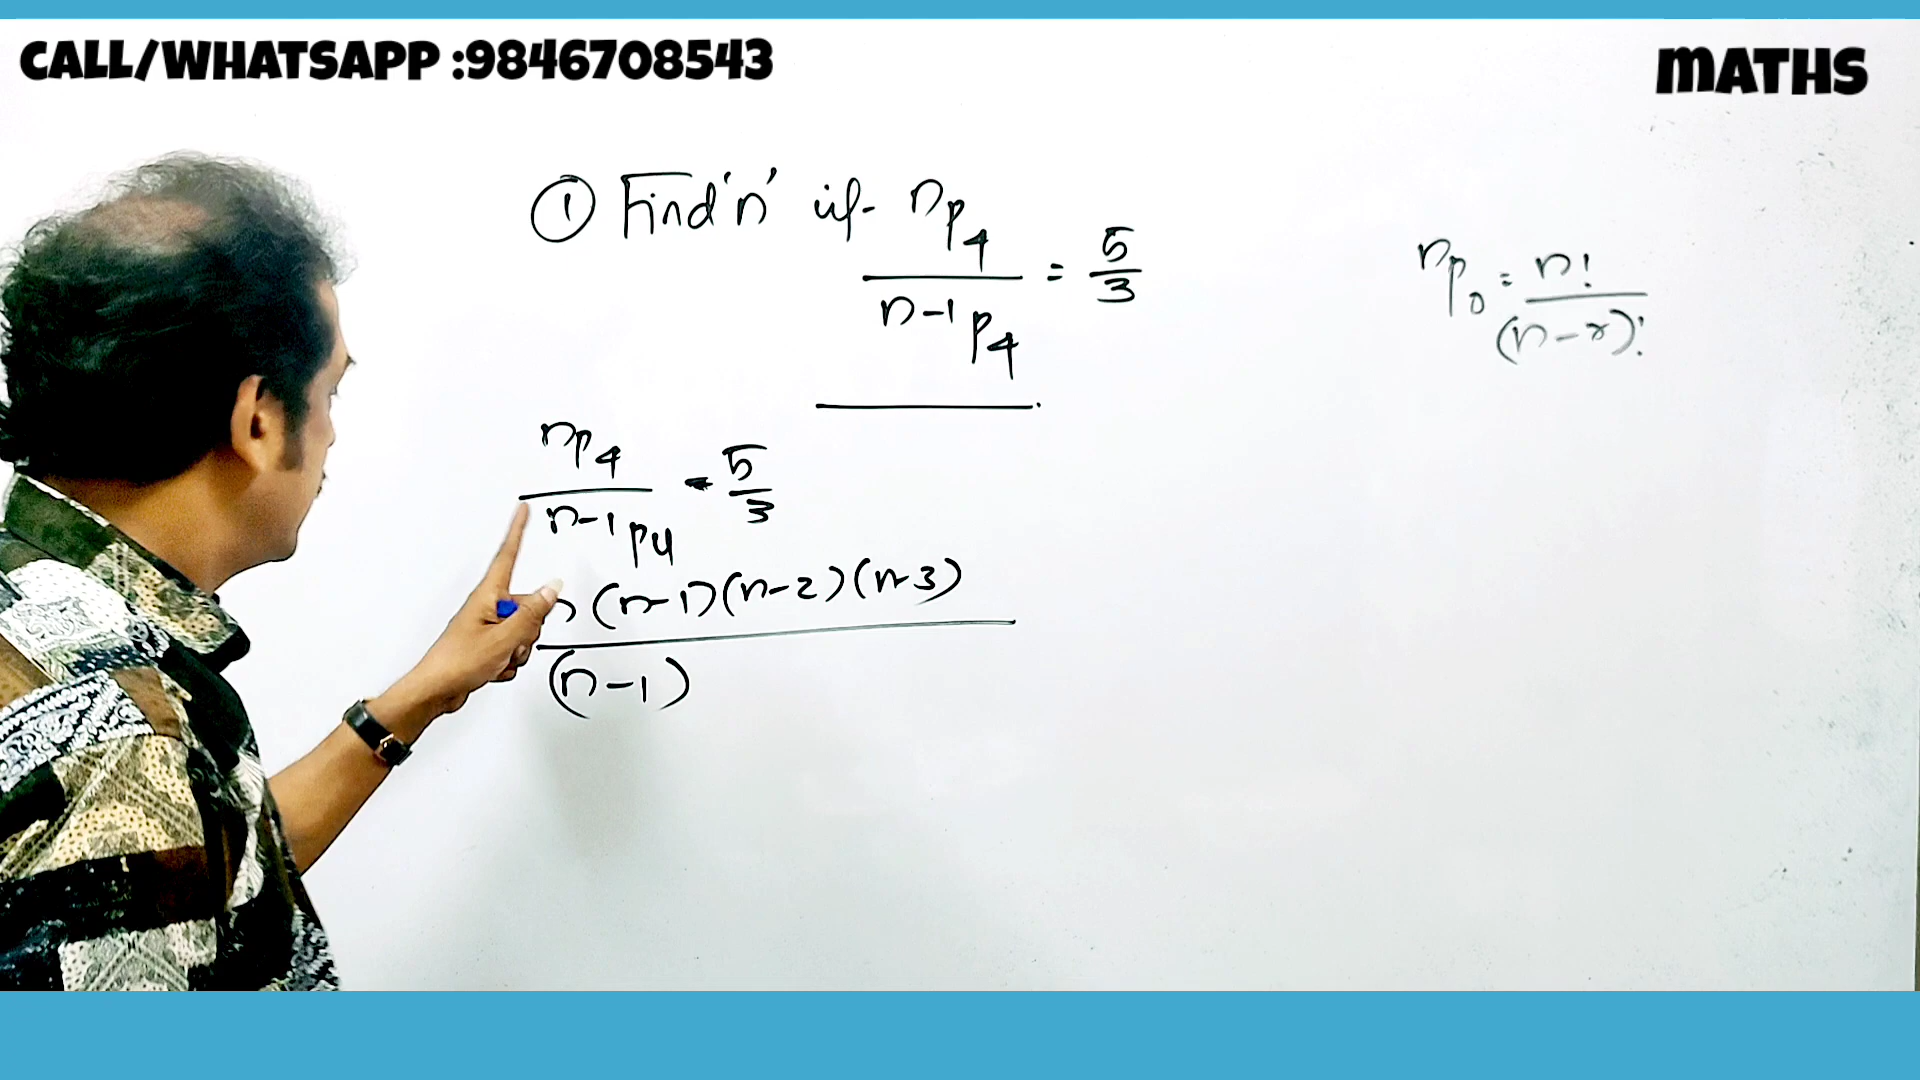 CALL/WHATSAPP :9846708543
MATHS
① Find 'n' if nP4 / n-1P4 = 5/3
nPr = n! / (n-r)!
nP4 / n-1P4 = 5/3
n(n-1)(n-2)(n-3)
(n-1)